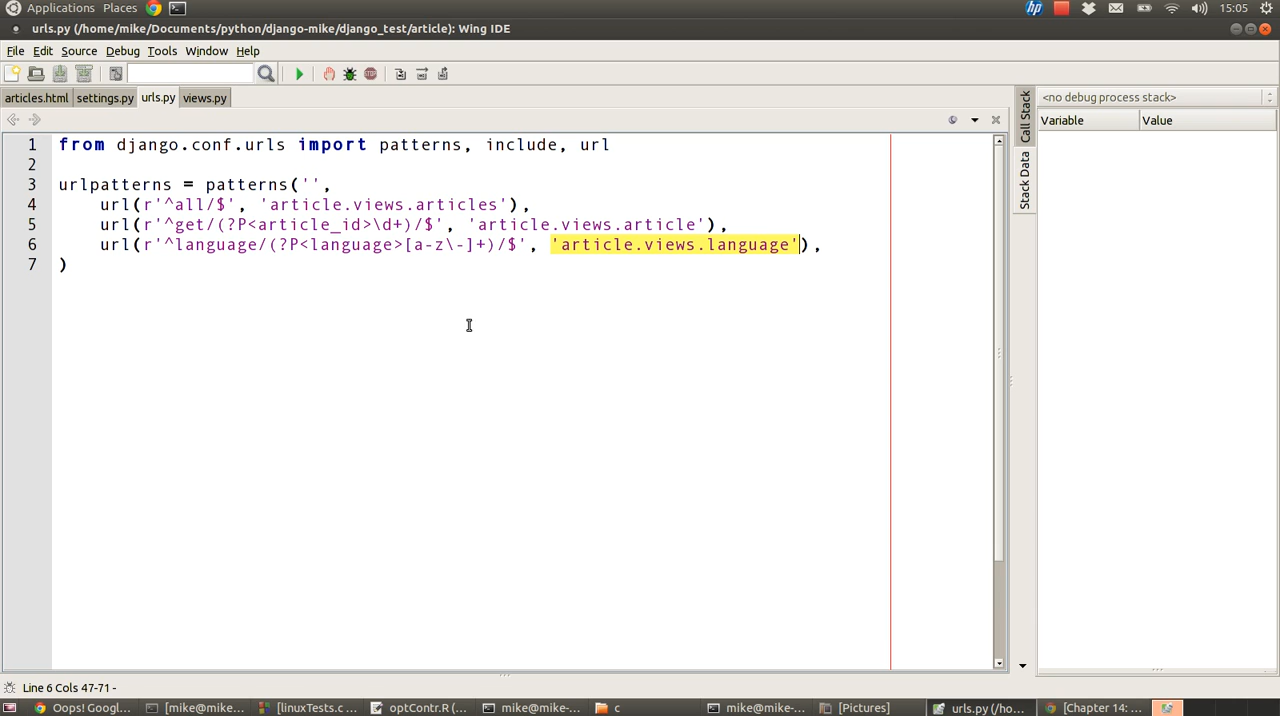 Applications Places 15:05
urls.py (/home/mike/Documents/python/django-mike/django_test/article): Wing IDE
File Edit Source Debug Tools Window Help
articles.html settings.py urls.py views.py
<no debug process stack>
Variable Value
Call Stack
Stack Data
1 from django.conf.urls import patterns, include, url
2
3 urlpatterns = patterns('',
4 url(r'^all/$', 'article.views.articles'),
5 url(r'^get/(?P<article_id>\d+)/$', 'article.views.article'),
6 url(r'^language/(?P<language>[a-z\-]+)/$', 'article.views.language'),
7 )
Line 6 Cols 47-71 -
Oops! Googl... [mike@mike... [linuxTests.c ... optContr.R (... mike@mike-... c mike@mike-... [Pictures] urls.py (/ho... [Chapter 14: ...